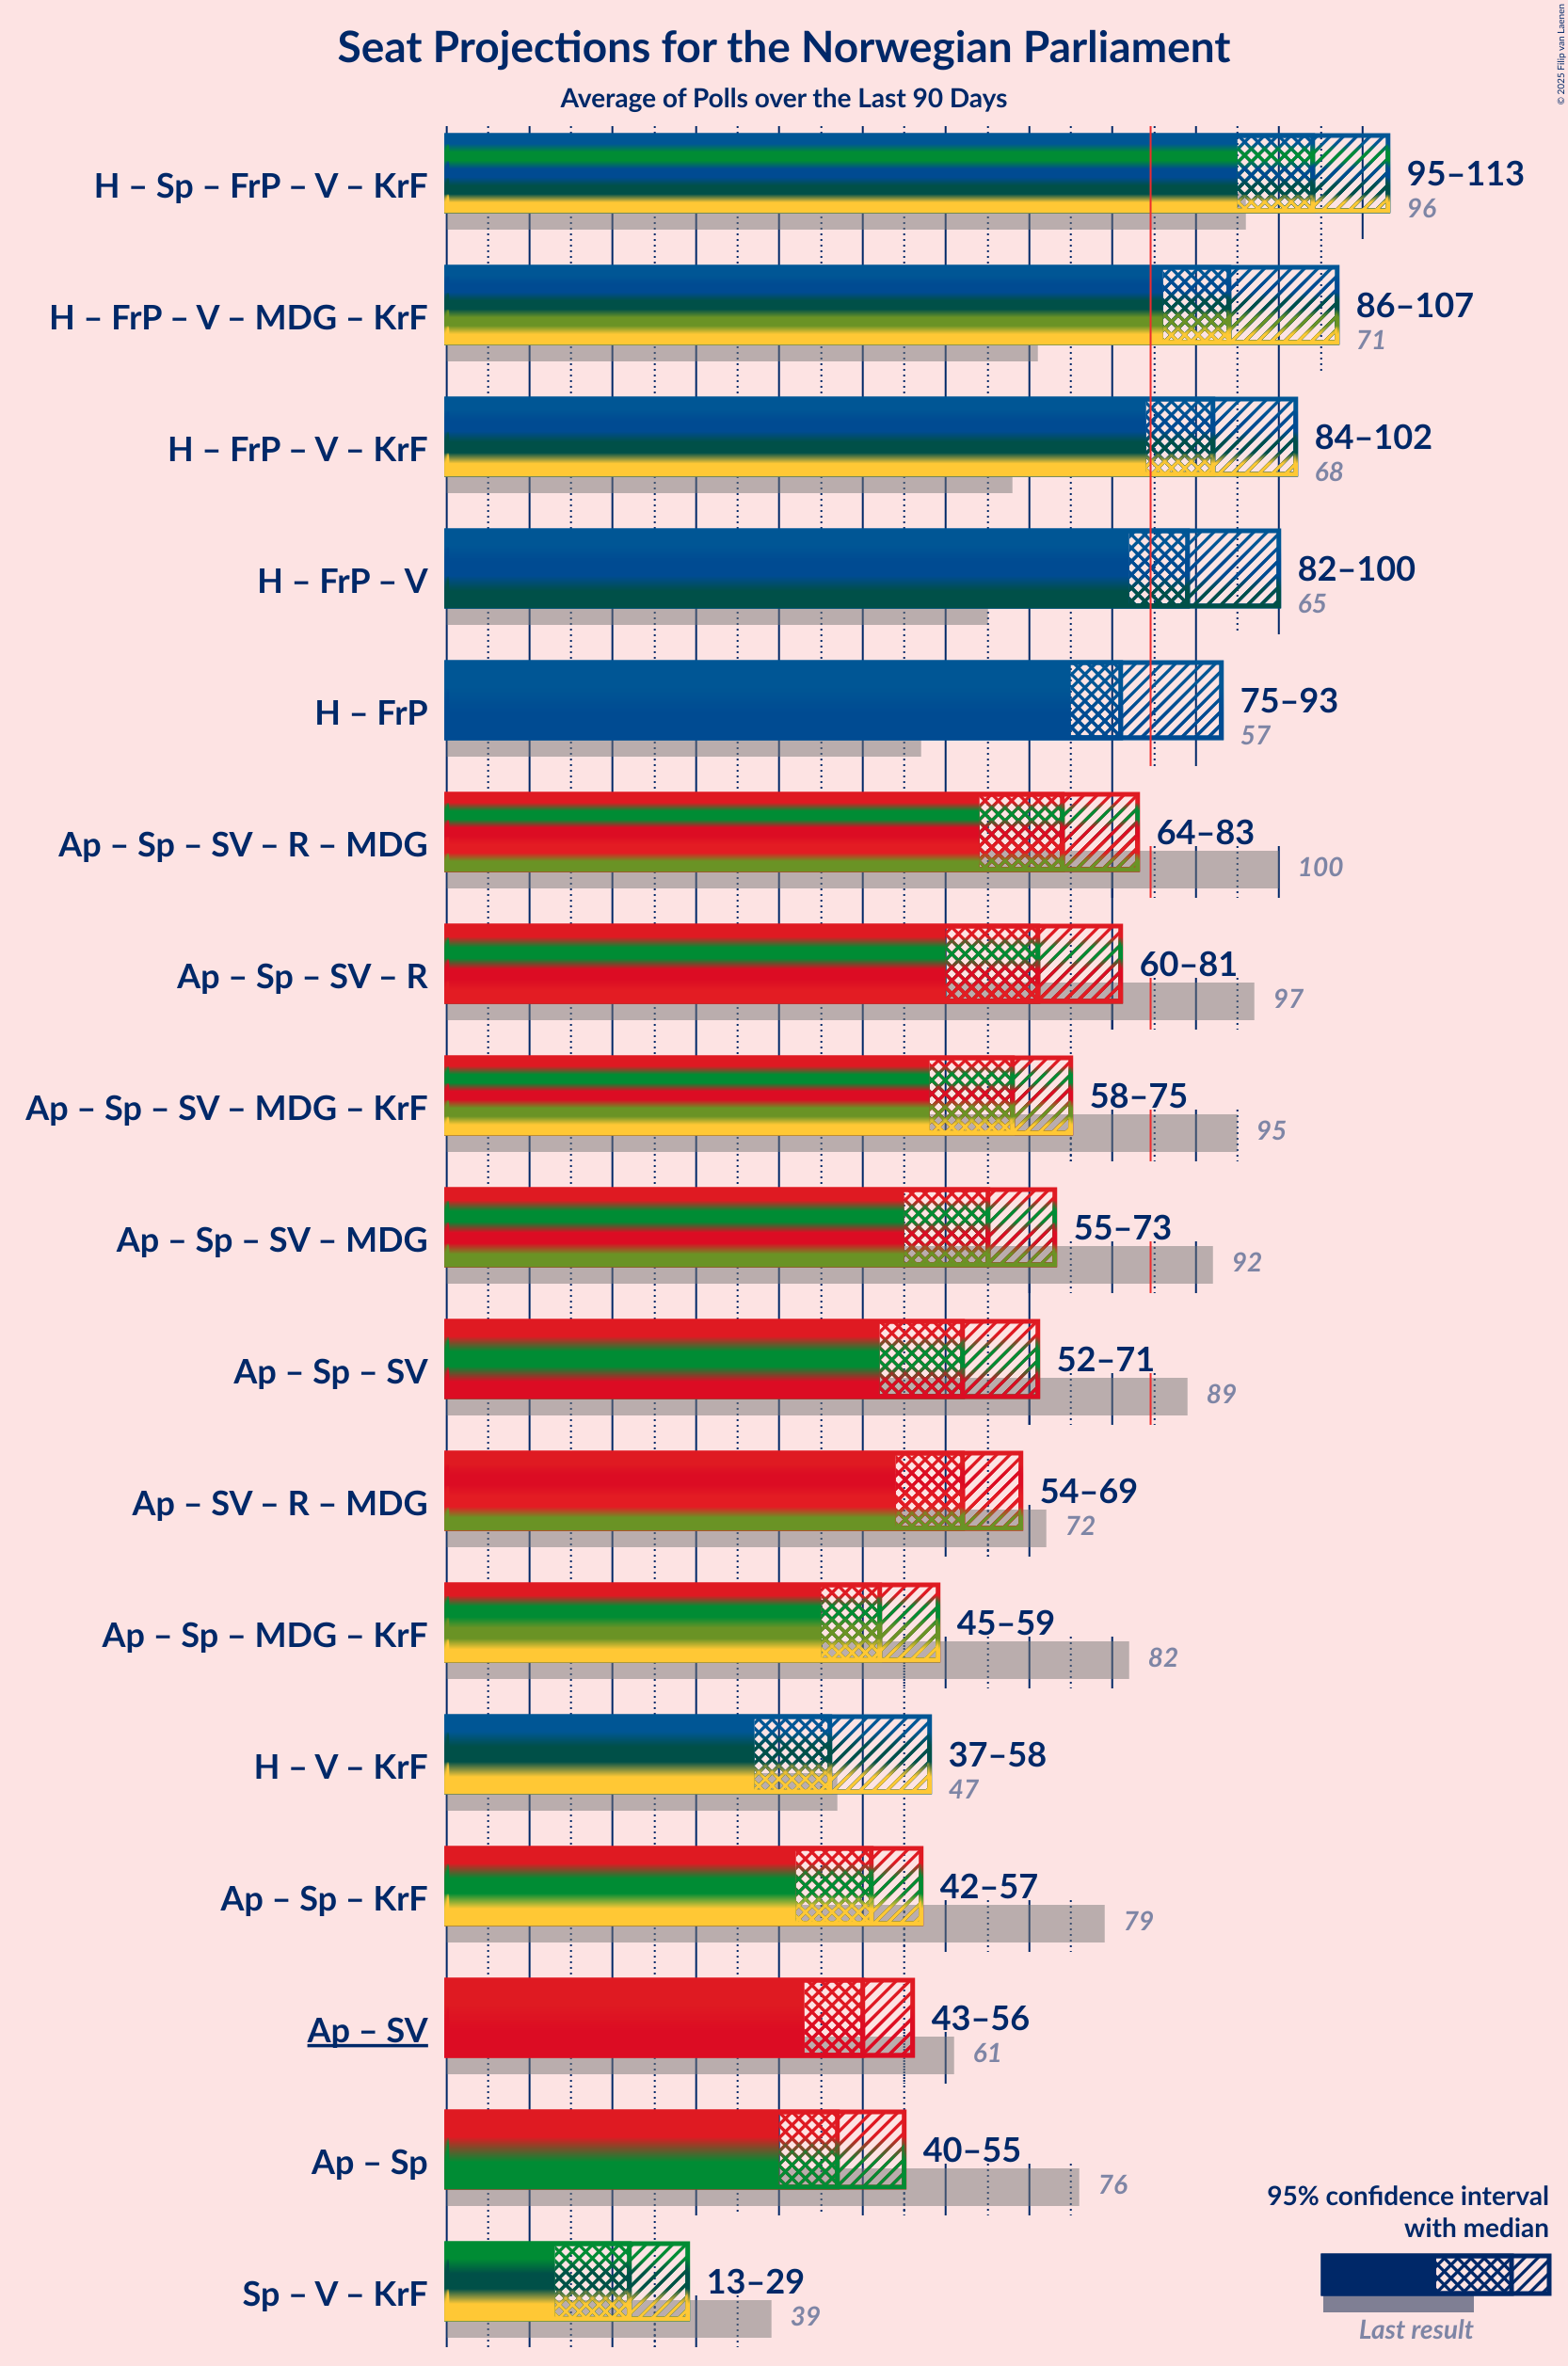 Seat Projections for the Norwegian Parliament
Average of Polls over the Last 90 Days
© 2025 Filip van Laenen
H – Sp – FrP – V – KrF
95–113
96
H – FrP – V – MDG – KrF
86–107
71
H – FrP – V – KrF
84–102
68
H – FrP – V
82–100
65
H – FrP
75–93
57
Ap – Sp – SV – R – MDG
64–83
100
Ap – Sp – SV – R
60–81
97
Ap – Sp – SV – MDG – KrF
58–75
95
Ap – Sp – SV – MDG
55–73
92
Ap – Sp – SV
52–71
89
Ap – SV – R – MDG
54–69
72
Ap – Sp – MDG – KrF
45–59
82
H – V – KrF
37–58
47
Ap – Sp – KrF
42–57
79
Ap – SV
43–56
61
Ap – Sp
40–55
76
Sp – V – KrF
13–29
39
95% confidence interval
with median
Last result